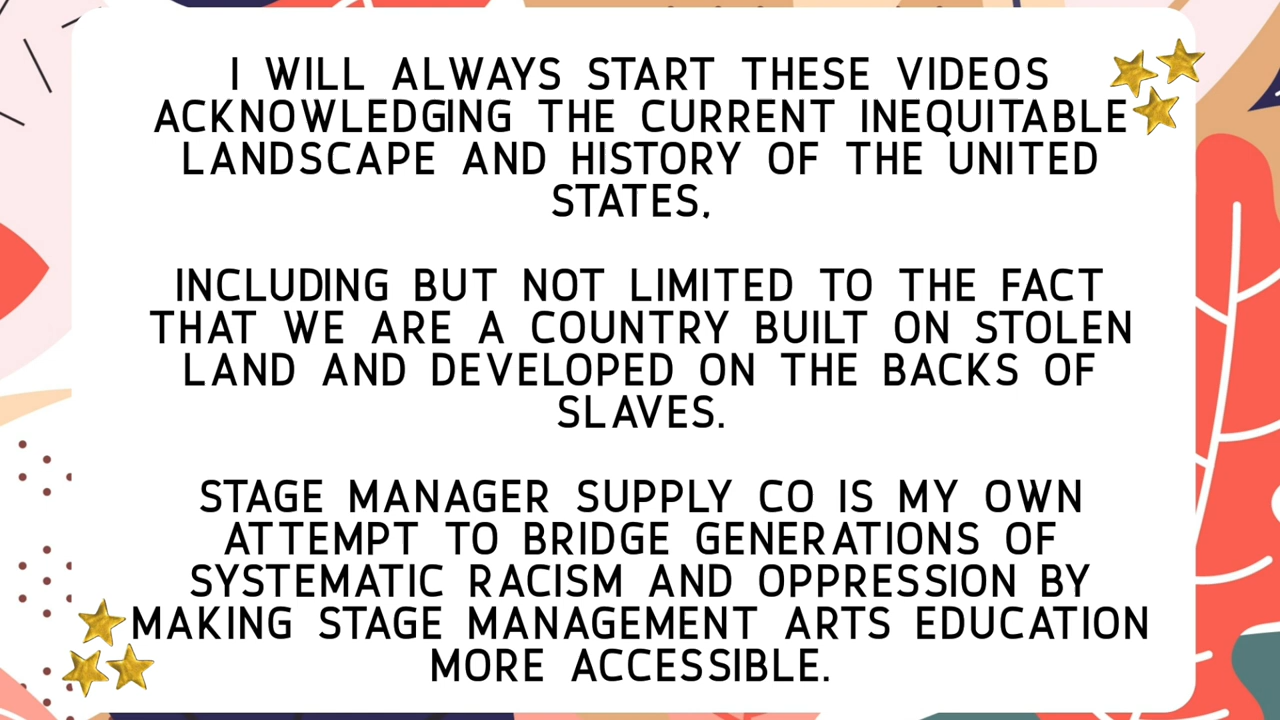 I WILL ALWAYS START THESE VIDEOS
ACKNOWLEDGING THE CURRENT INEQUITABLE
LANDSCAPE AND HISTORY OF THE UNITED
STATES,
INCLUDING BUT NOT LIMITED TO THE FACT
THAT WE ARE A COUNTRY BUILT ON STOLEN
LAND AND DEVELOPED ON THE BACKS OF
SLAVES.
STAGE MANAGER SUPPLY CO IS MY OWN
ATTEMPT TO BRIDGE GENERATIONS OF
SYSTEMATIC RACISM AND OPPRESSION BY
MAKING STAGE MANAGEMENT ARTS EDUCATION
MORE ACCESSIBLE.